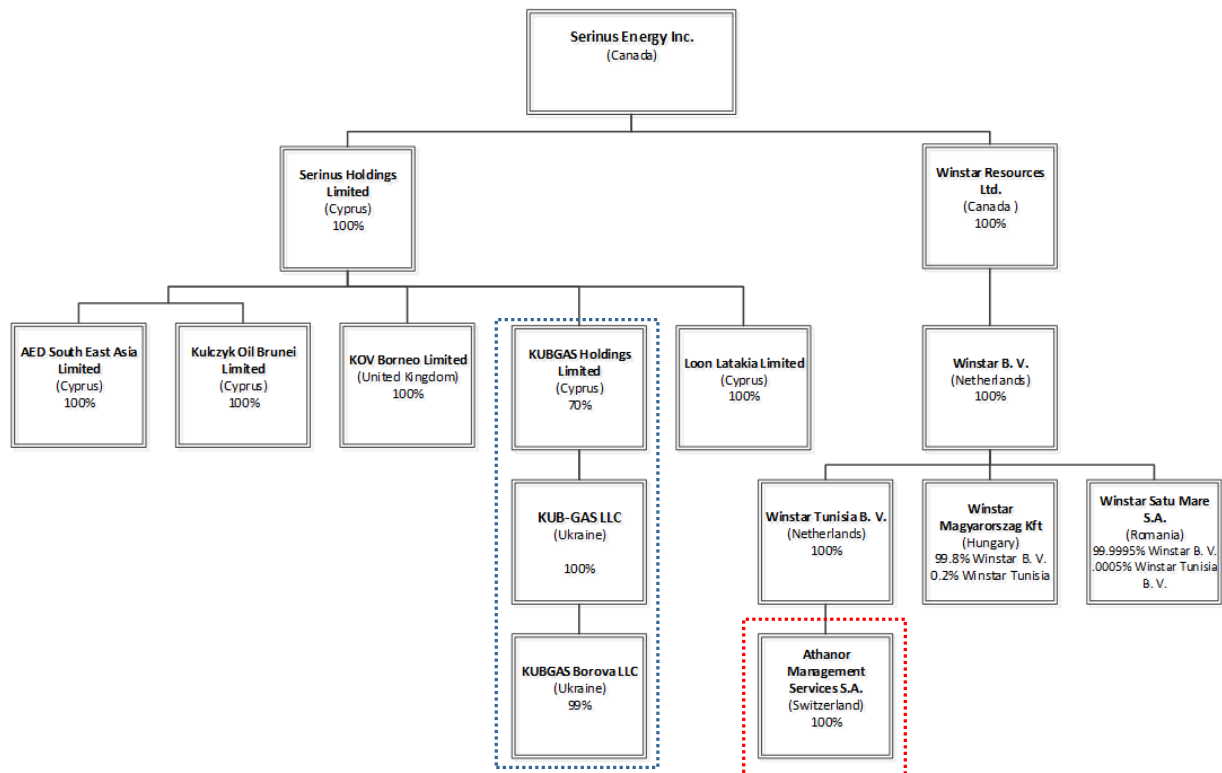 Serinus Energy Inc.
(Canada)
Serinus Holdings
Limited
(Cyprus)
100%
Winstar Resources
Ltd.
(Canada )
100%
AED South East Asia
Limited
(Cyprus)
100%
Kulczyk Oil Brunei
Limited
(Cyprus)
100%
KOV Borneo Limited
(United Kingdom)
100%
KUBGAS Holdings
Limited
(Cyprus)
70%
Loon Latakia Limited
(Cyprus)
100%
Winstar B. V.
(Netherlands)
100%
KUB-GAS LLC
(Ukraine)
100%
Winstar Tunisia B. V.
(Netherlands)
100%
Winstar
Magyarorszag Kft
(Hungary)
99.8% Winstar B. V.
0.2% Winstar Tunisia
Winstar Satu Mare
S.A.
(Romania)
99.9995% Winstar B. V.
.0005% Winstar Tunisia
B. V.
KUBGAS Borova LLC
(Ukraine)
99%
Athanor
Management
Services S.A.
(Switzerland)
100%